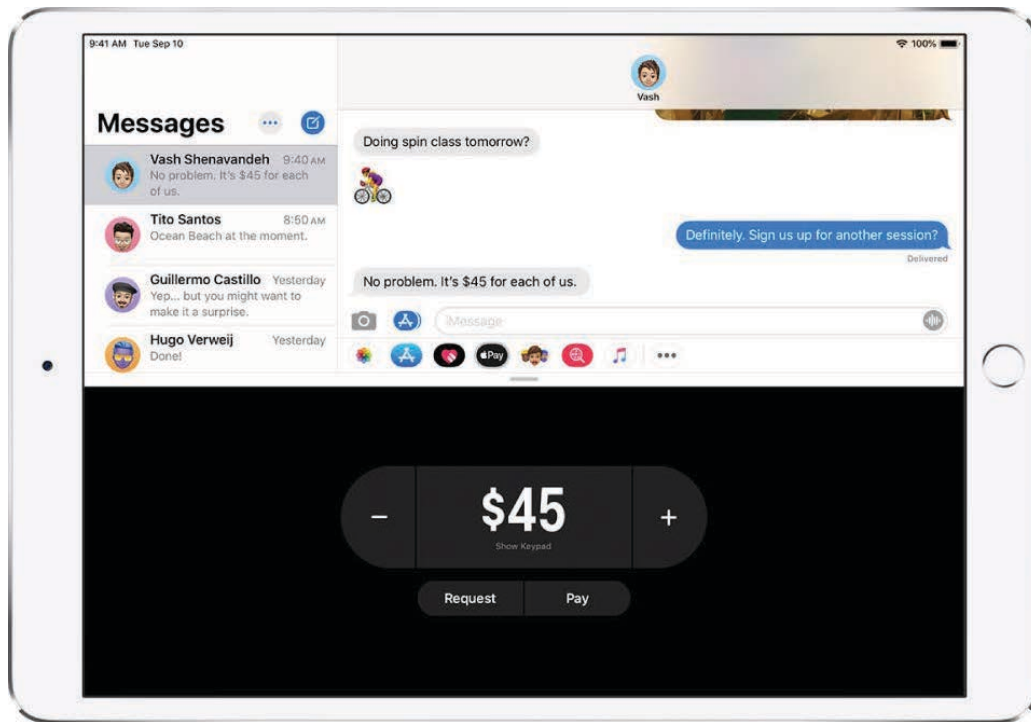 9:41 AM Tue Sep 10
100%
Vash
Messages
Vash Shenavandeh 9:40 AM
No problem. It's $45 for each
of us.
Tito Santos 8:50 AM
Ocean Beach at the moment.
Guillermo Castillo Yesterday
Yep... but you might want to
make it a surprise.
Hugo Verweij Yesterday
Done!
Doing spin class tomorrow?
Definitely. Sign us up for another session?
Delivered
No problem. It's $45 for each of us.
iMessage
Pay
− $45 +
Show Keypad
Request Pay